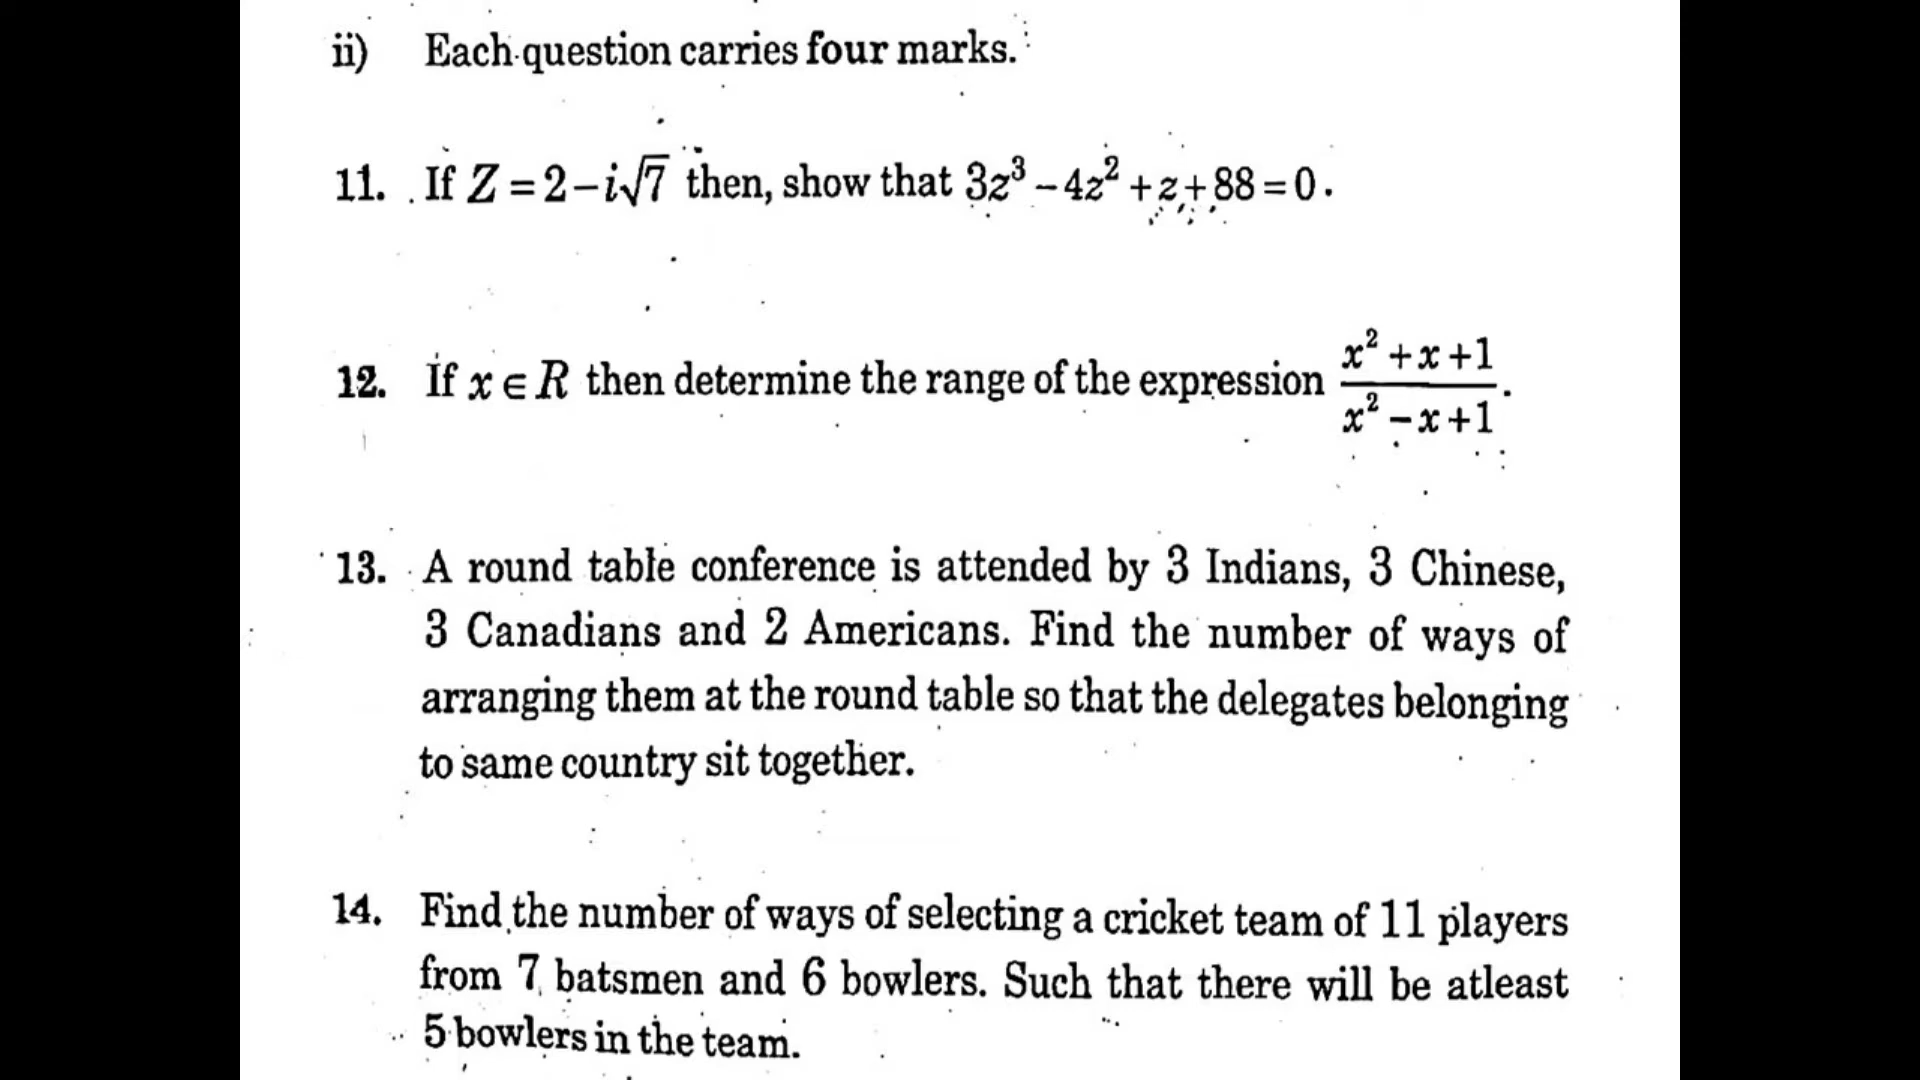 ii) Each question carries four marks.
11. If Z = 2 – i√7 then, show that 3z³ – 4z² + z + 88 = 0.
12. If x ∈ R then determine the range of the expression (x² + x + 1)/(x² – x + 1).
13. A round table conference is attended by 3 Indians, 3 Chinese,
3 Canadians and 2 Americans. Find the number of ways of
arranging them at the round table so that the delegates belonging
to same country sit together.
14. Find the number of ways of selecting a cricket team of 11 players
from 7 batsmen and 6 bowlers. Such that there will be atleast
5 bowlers in the team.